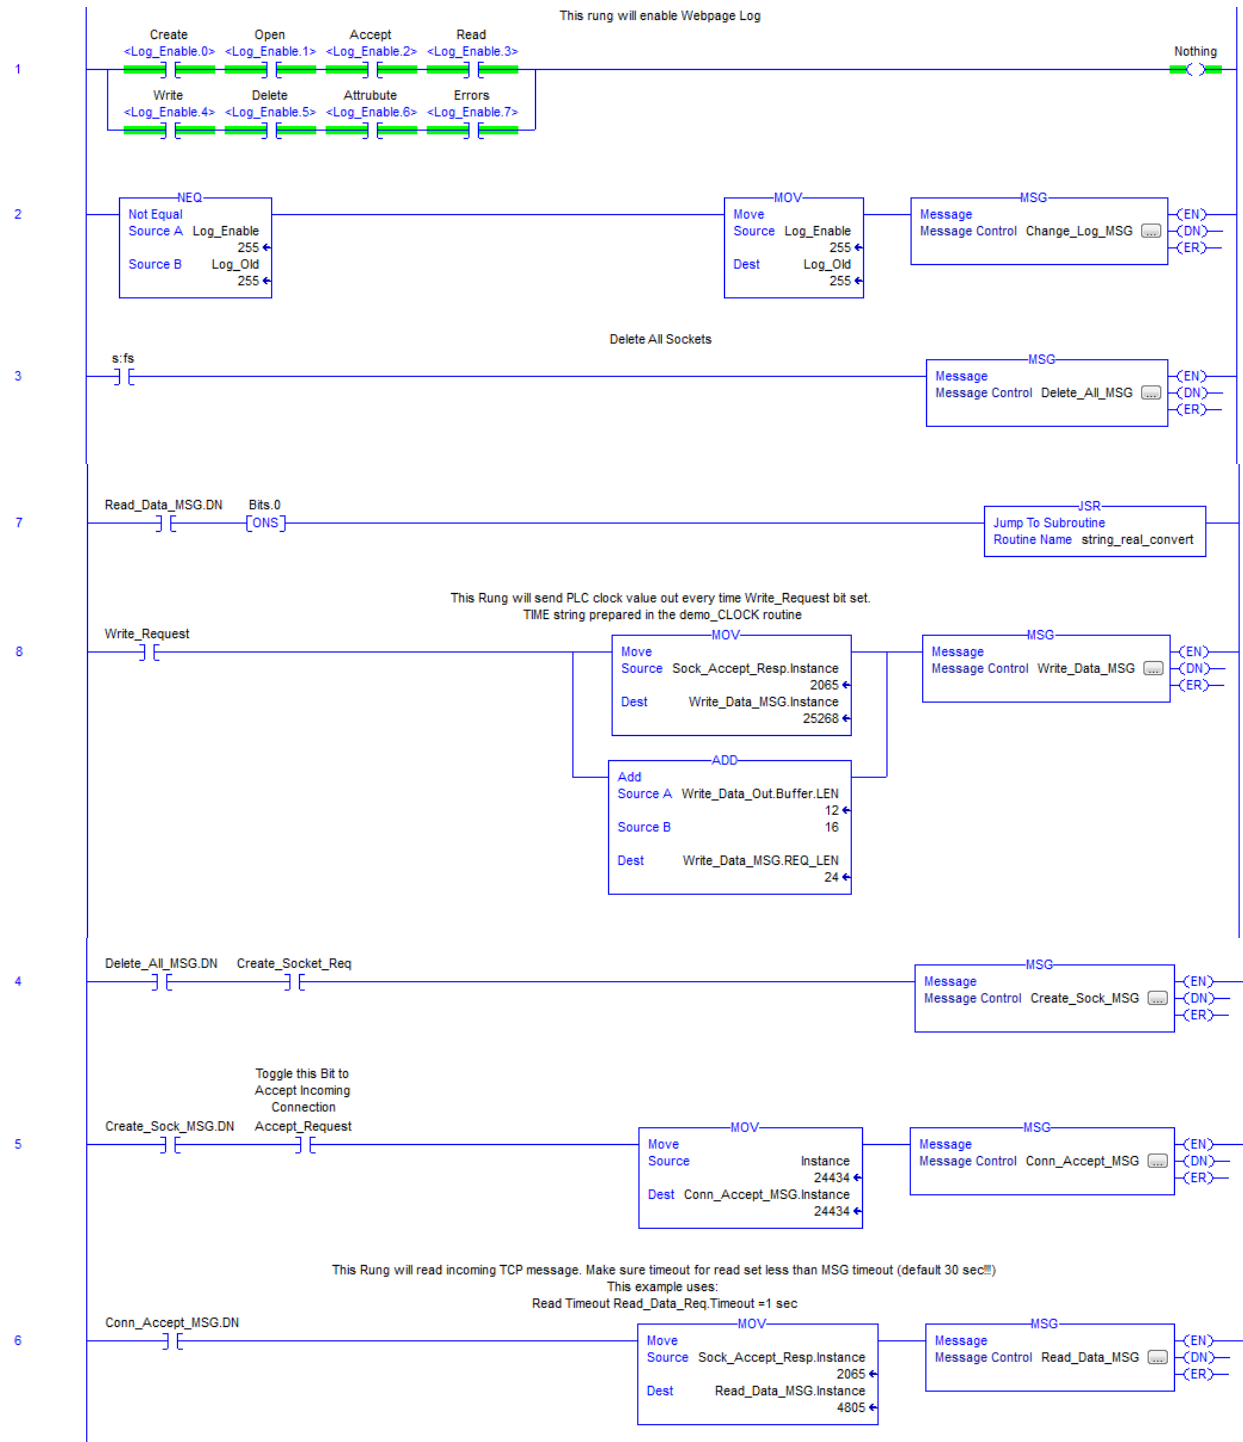 This rung will enable Webpage Log
Create Open Accept Read
<Log_Enable.0> <Log_Enable.1> <Log_Enable.2> <Log_Enable.3>
Nothing
1
Write Delete Attrubute Errors
<Log_Enable.4> <Log_Enable.5> <Log_Enable.6> <Log_Enable.7>
2
NEQ
Not Equal
Source A Log_Enable
255
Source B Log_Old
255
MOV
Move
Source Log_Enable
255
Dest Log_Old
255
MSG
Message
Message Control Change_Log_MSG ...
EN
DN
ER
Delete All Sockets
3
s:fs
MSG
Message
Message Control Delete_All_MSG ...
EN
DN
ER
7
Read_Data_MSG.DN Bits.0
ONS
JSR
Jump To Subroutine
Routine Name string_real_convert
This Rung will send PLC clock value out every time Write_Request bit set.
TIME string prepared in the demo_CLOCK routine
8
Write_Request
MOV
Move
Source Sock_Accept_Resp.Instance
2065
Dest Write_Data_MSG.Instance
25268
MSG
Message
Message Control Write_Data_MSG ...
EN
DN
ER
ADD
Add
Source A Write_Data_Out.Buffer.LEN
12
Source B 16
Dest Write_Data_MSG.REQ_LEN
24
4
Delete_All_MSG.DN Create_Socket_Req
MSG
Message
Message Control Create_Sock_MSG ...
EN
DN
ER
Toggle this Bit to
Accept Incoming
Connection
5
Create_Sock_MSG.DN Accept_Request
MOV
Move
Source Instance
24434
Dest Conn_Accept_MSG.Instance
24434
MSG
Message
Message Control Conn_Accept_MSG ...
EN
DN
ER
This Rung will read incoming TCP message. Make sure timeout for read set less than MSG timeout (default 30 sec!!!)
This example uses:
Read Timeout Read_Data_Req.Timeout =1 sec
6
Conn_Accept_MSG.DN
MOV
Move
Source Sock_Accept_Resp.Instance
2065
Dest Read_Data_MSG.Instance
4805
MSG
Message
Message Control Read_Data_MSG ...
EN
DN
ER